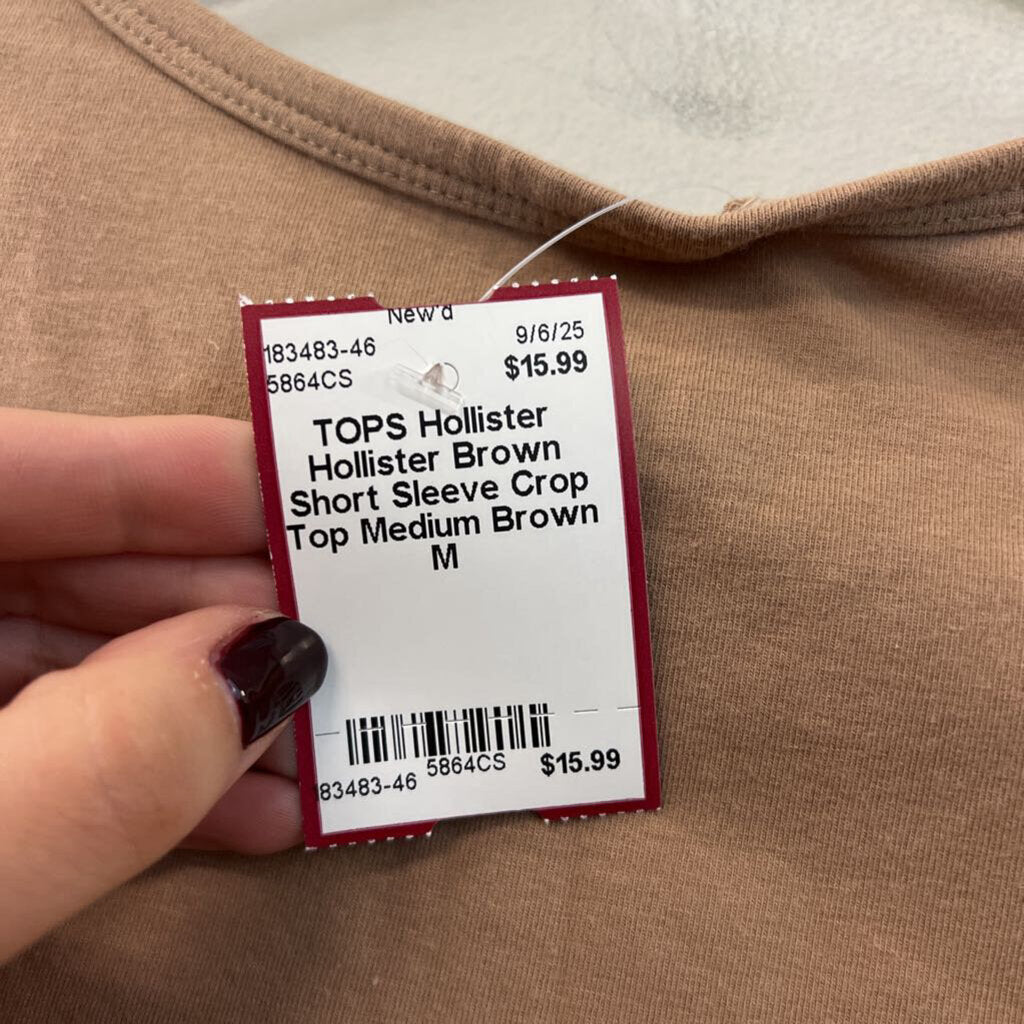 New'd
183483-46 9/6/25
5864CS $15.99
TOPS Hollister
Hollister Brown
Short Sleeve Crop
Top Medium Brown
M
183483-46 5864CS $15.99